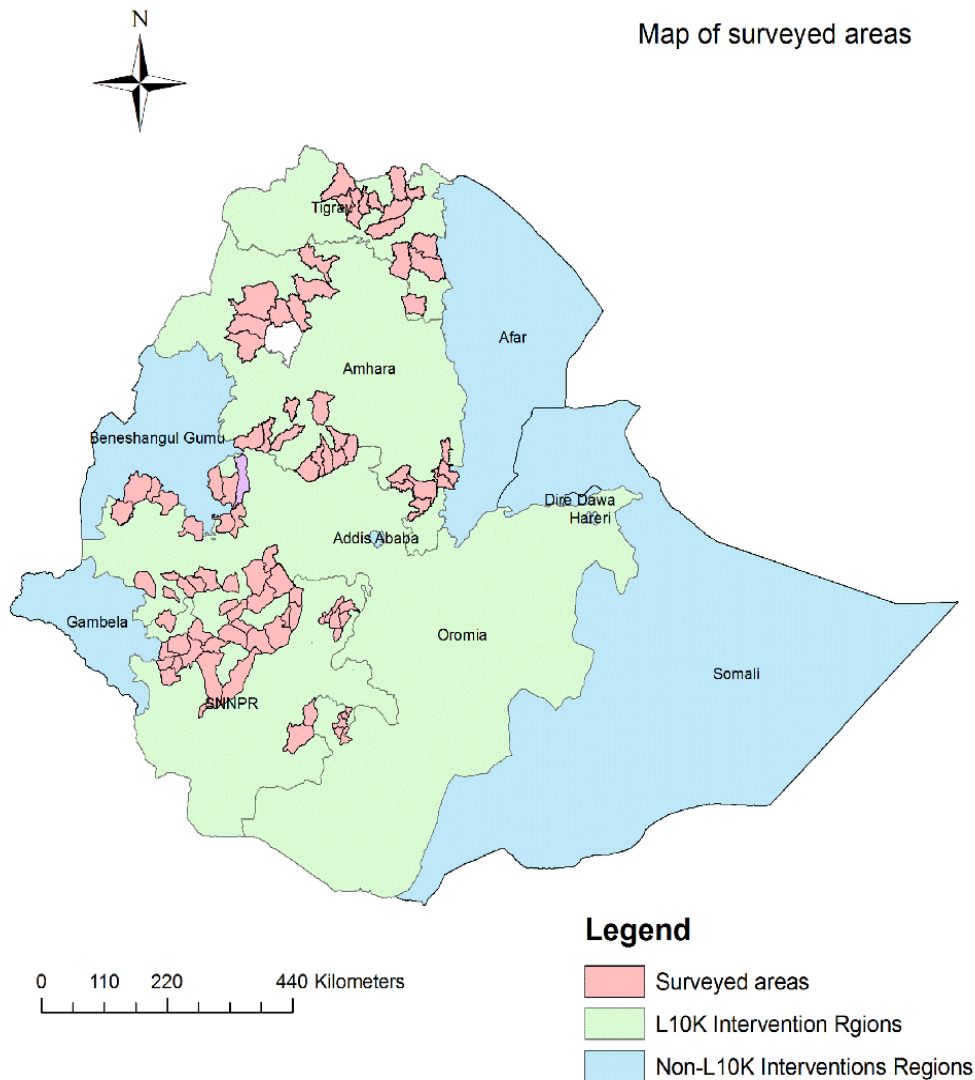 N
Map of surveyed areas
Tigray
Afar
Amhara
Beneshangul Gumu
Dire Dawa
Hareri
Addis Ababa
Gambela
Oromia
Somali
SNNPR
Legend
0 110 220 440 Kilometers
Surveyed areas
L10K Intervention Rgions
Non-L10K Interventions Regions